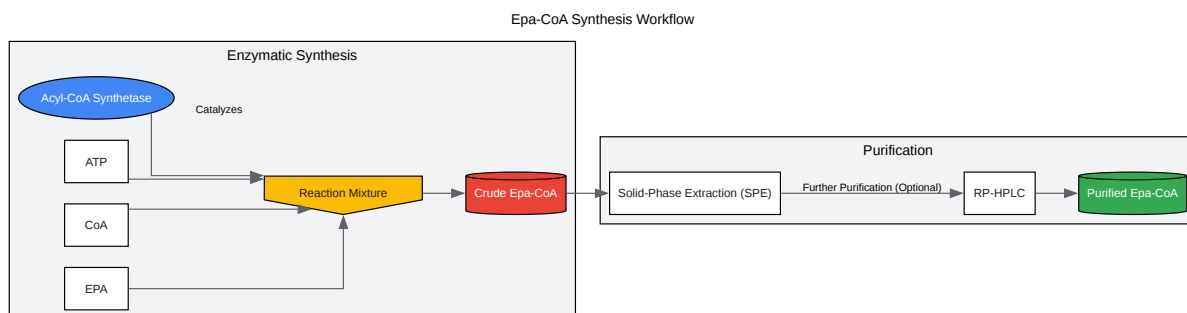 Epa-CoA Synthesis Workflow
Enzymatic Synthesis
Acyl-CoA Synthetase
Catalyzes
ATP
CoA
EPA
Reaction Mixture
Crude Epa-CoA
Purification
Solid-Phase Extraction (SPE)
Further Purification (Optional)
RP-HPLC
Purified Epa-CoA